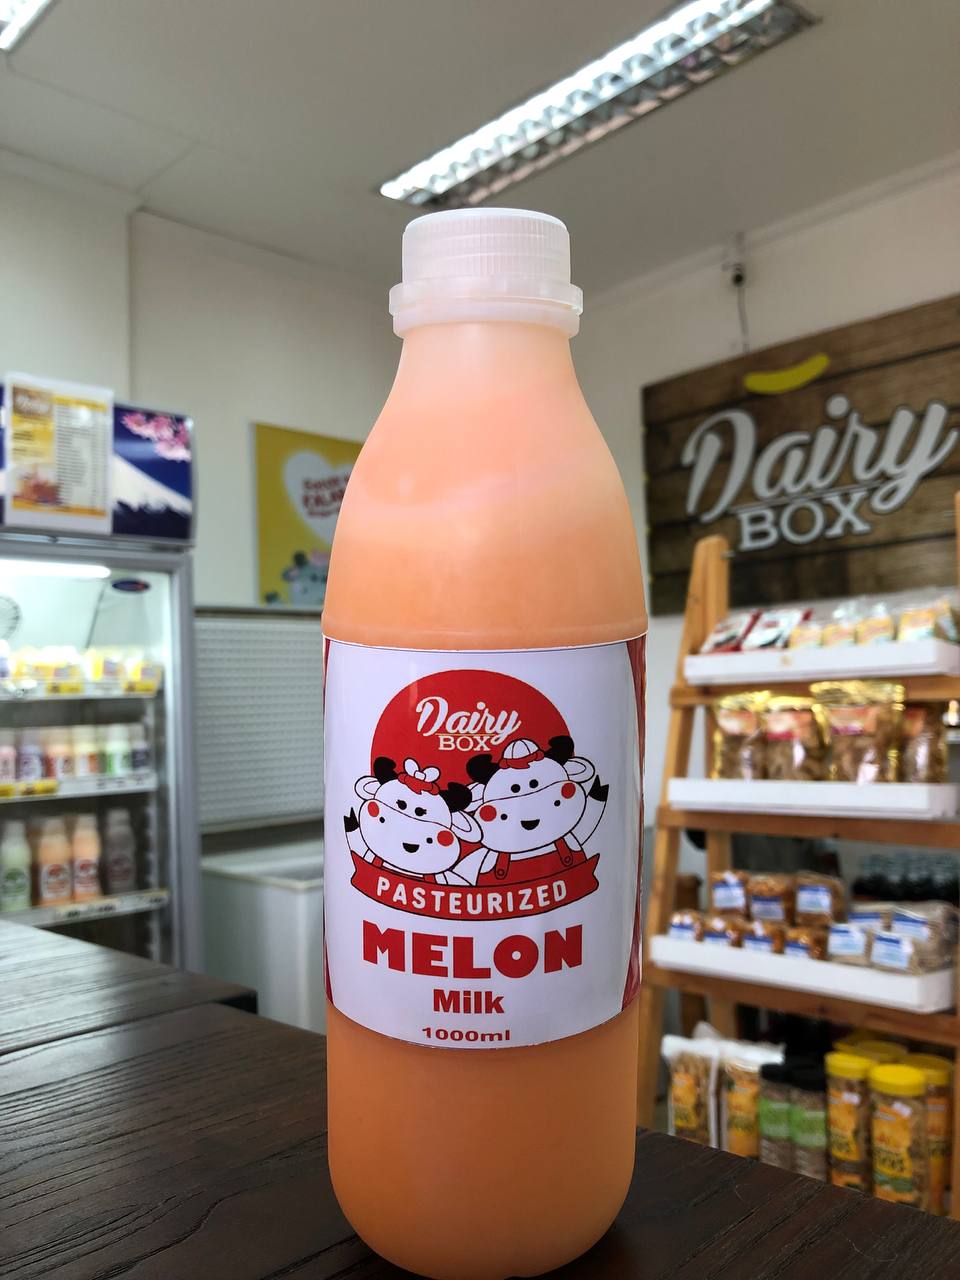 Dairy
BOX
Dairy
BOX
PASTEURIZED
MELON
Milk
1000ml